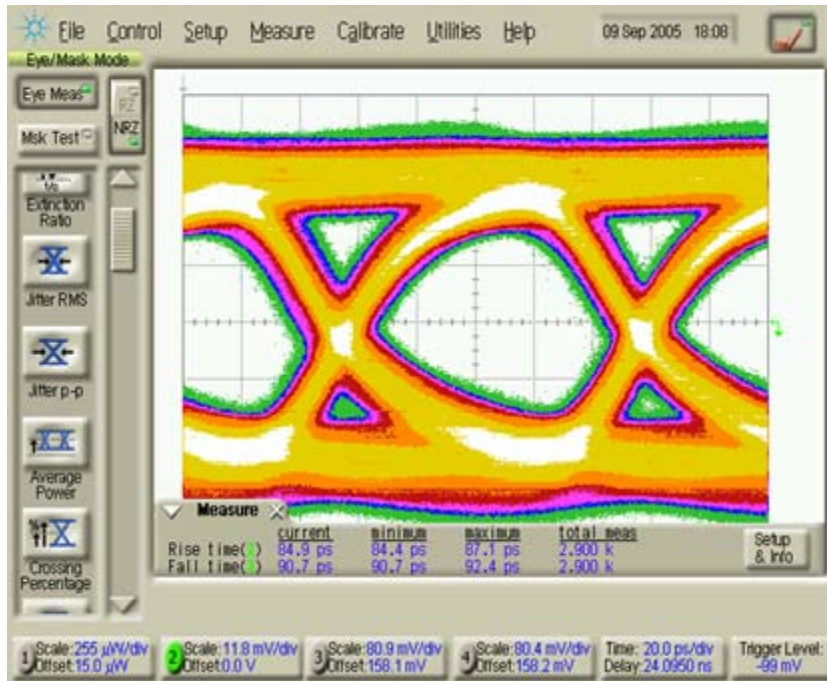 File Control Setup Measure Calibrate Utilities Help 09 Sep 2005 18:08
Eye/Mask Mode
Eye Meas
RZ
NRZ
Msk Test
Extinction
Ratio
Jitter RMS
Jitter p-p
Average
Power
Crossing
Percentage
Measure
current minimum maximum total meas
Rise time(2) 84.9 ps 84.4 ps 87.1 ps 2.900 k
Fall time(2) 90.7 ps 90.7 ps 92.4 ps 2.900 k
Setup
& Info
1 Scale:255 µW/div
Offset:15.0 µW
2 Scale:11.8 mV/div
Offset:0.0 V
3 Scale:80.9 mV/div
Offset:158.1 mV
4 Scale:80.4 mV/div
Offset:158.2 mV
Time: 20.0 ps/div
Delay:24.0950 ns
Trigger Level:
-99 mV